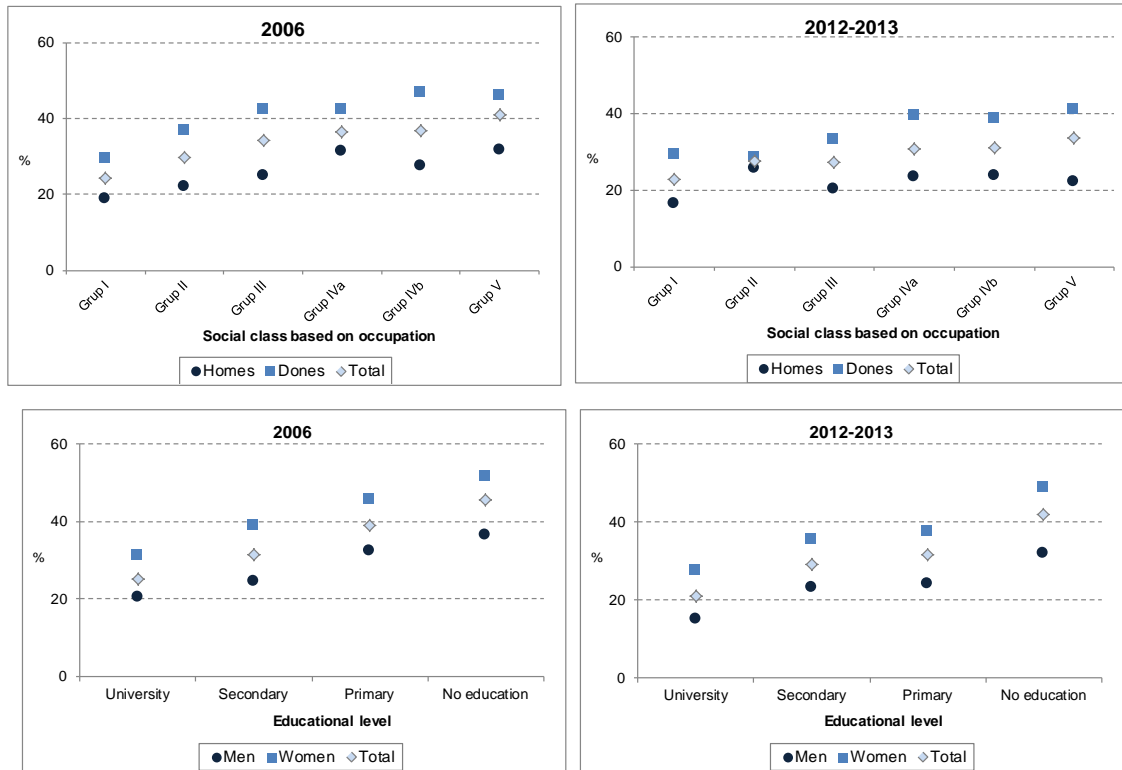 2006
60
40
%
20
0
Grup I
Grup II
Grup III
Grup IVa
Grup IVb
Grup V
Social class based on occupation
Homes Dones Total
2012-2013
60
40
%
20
0
Grup I
Grup II
Grup III
Grup IVa
Grup IVb
Grup V
Social class based on occupation
Homes Dones Total
2006
60
40
%
20
0
University Secondary Primary No education
Educational level
Men Women Total
2012-2013
60
40
%
20
0
University Secondary Primary No education
Educational level
Men Women Total